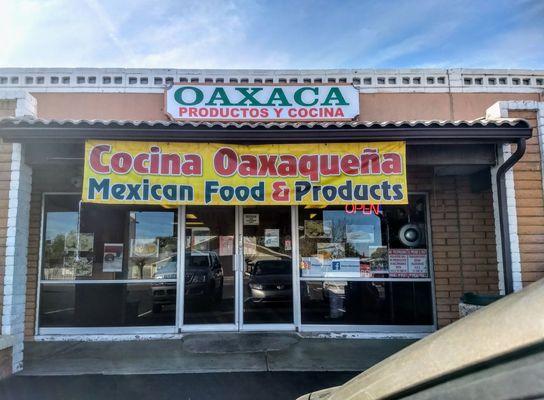 OAXACA
PRODUCTOS Y COCINA
Cocina Oaxaqueña
Mexican Food & Products
OPEN